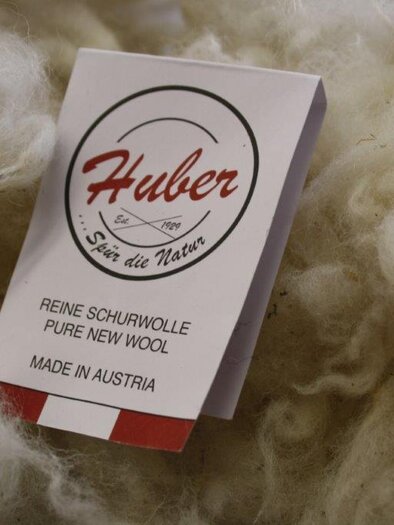 Huber
Est. 1929
...Spür die Natur
REINE SCHURWOLLE
PURE NEW WOOL
MADE IN AUSTRIA